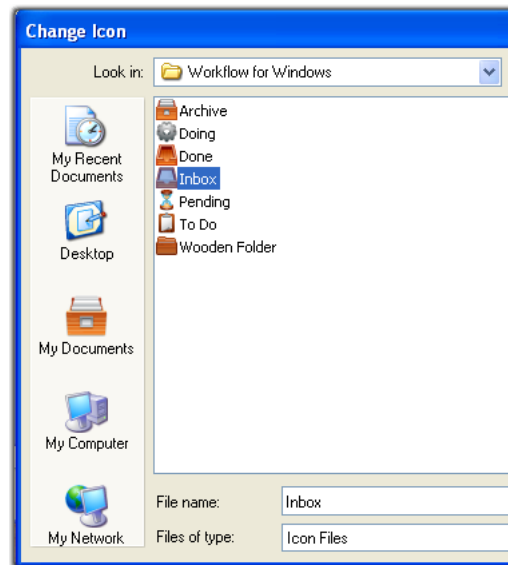 Change Icon
Look in:
Workflow for Windows
My Recent
Documents
Desktop
My Documents
My Computer
My Network
Archive
Doing
Done
Inbox
Pending
To Do
Wooden Folder
File name:
Inbox
Files of type:
Icon Files